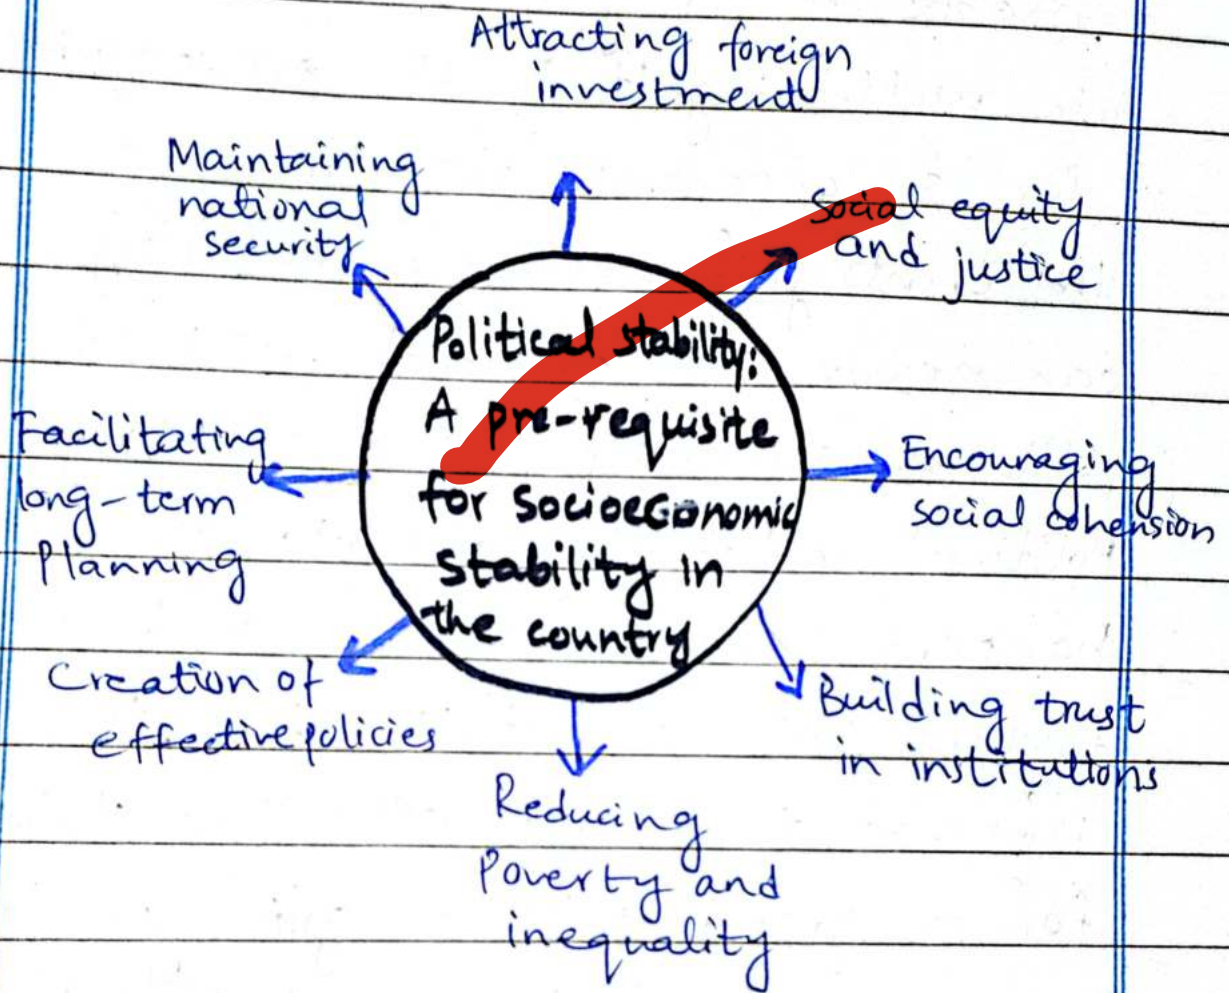 Attracting foreign
investment
Maintaining
national
security
Social equity
and justice
Political stability:
A pre-requisite
for socioeconomic
stability in
the country
Facilitating
long-term
Planning
Encouraging
social cohension
Creation of
effective policies
Building trust
in institutions
Reducing
Poverty and
inequality